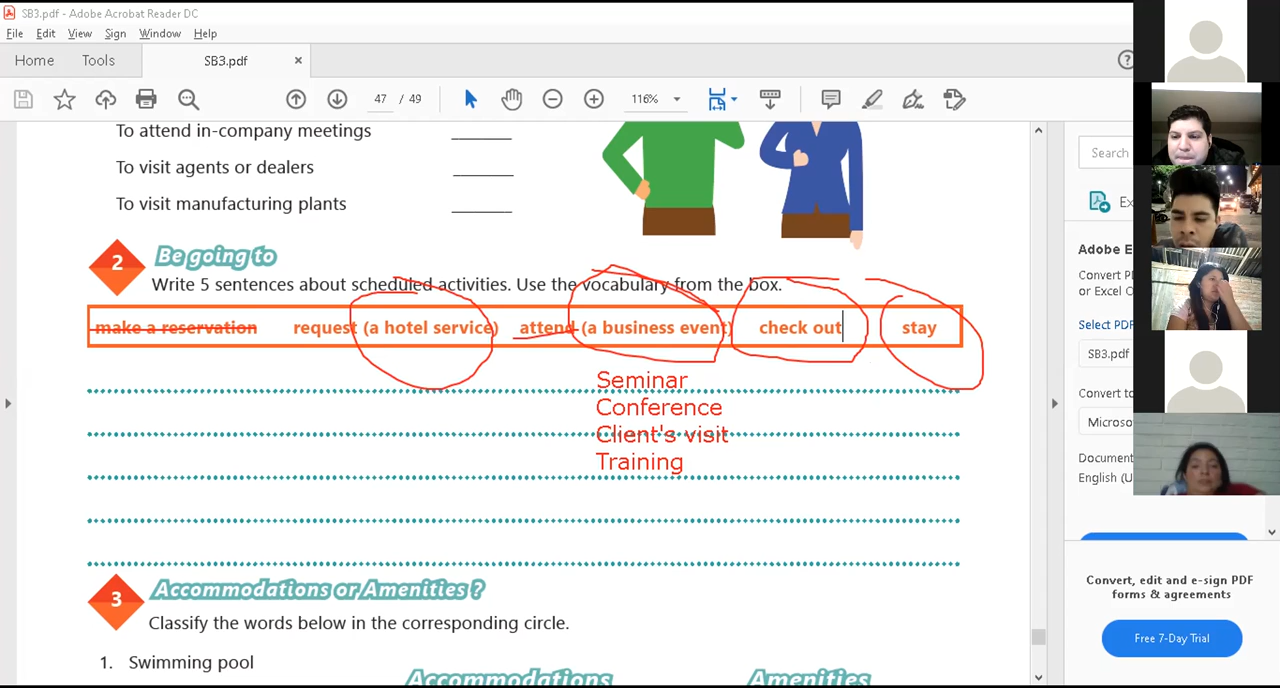 SB3.pdf - Adobe Acrobat Reader DC
File Edit View Sign Window Help
Home Tools SB3.pdf ×
47 / 49 116%
To attend in-company meetings ______
To visit agents or dealers ______
To visit manufacturing plants ______
2 Be going to
Write 5 sentences about scheduled activities. Use the vocabulary from the box.
make a reservation request (a hotel service) attend (a business event) check out stay
Seminar
Conference
Client's visit
Training
3 Accommodations or Amenities ?
Classify the words below in the corresponding circle.
1. Swimming pool
Accommodations Amenities
Search
Ex
Adobe E
Convert PD
or Excel O
Select PDF
SB3.pdf
Convert to
Microso
Document
English (U
Convert, edit and e-sign PDF
forms & agreements
Free 7-Day Trial